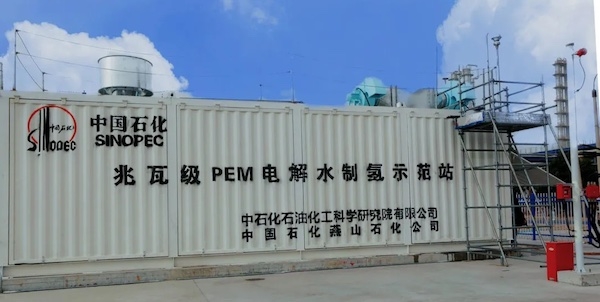 中国石化
SINOPEC
兆瓦级PEM电解水制氢示范站
中石化石油化工科学研究院有限公司
中国石化燕山石化公司